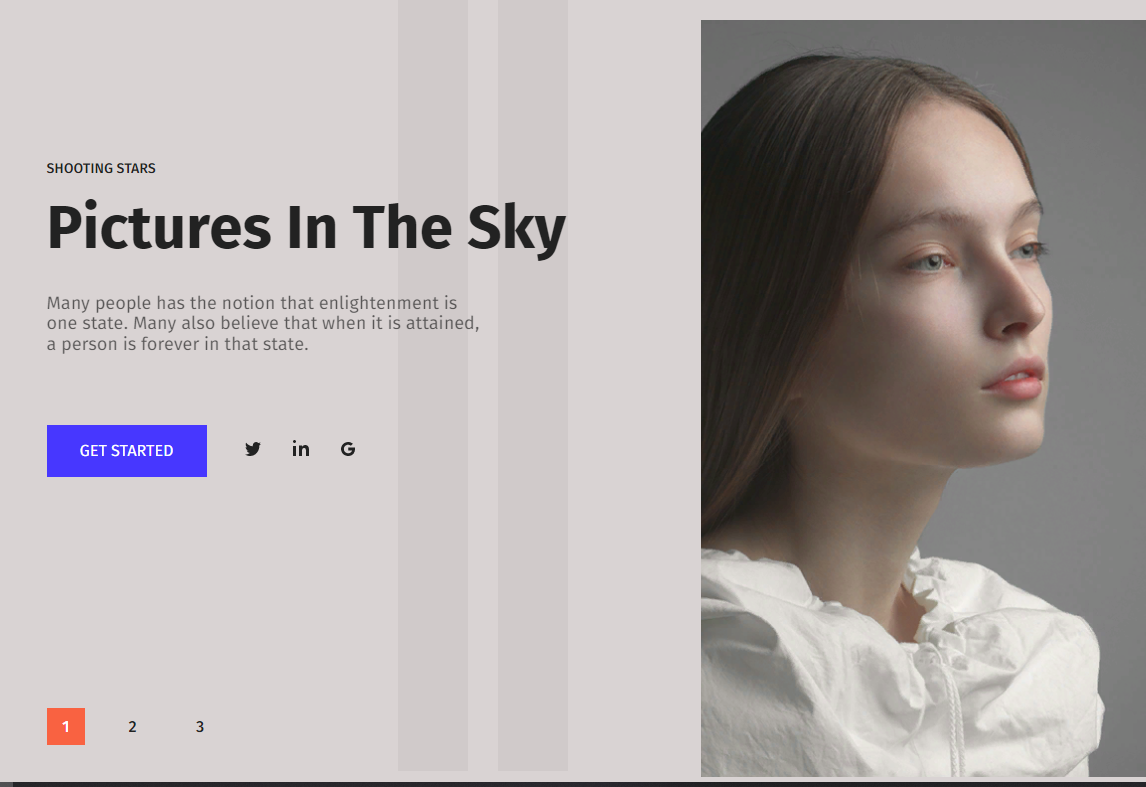 SHOOTING STARS
Pictures In The Sky
Many people has the notion that enlightenment is
one state. Many also believe that when it is attained,
a person is forever in that state.
GET STARTED
1 2 3